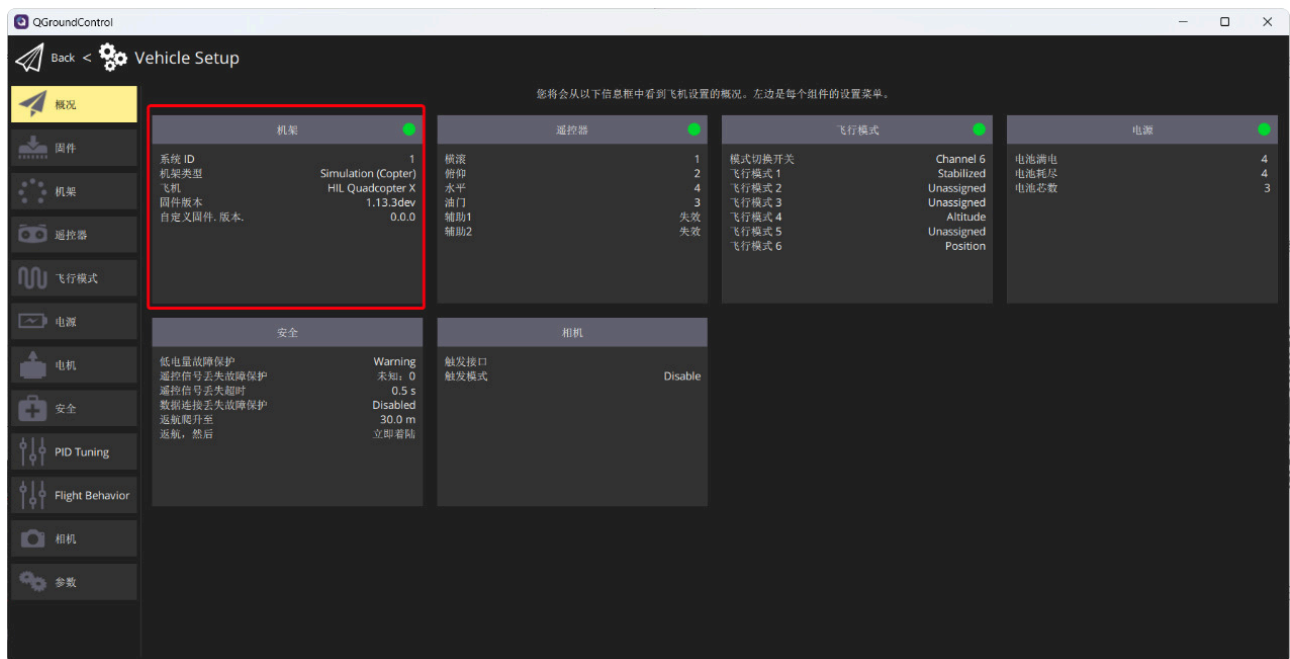 QGroundControl
Back < Vehicle Setup
概况
固件
机架
遥控器
飞行模式
电源
电机
安全
PID Tuning
Flight Behavior
相机
参数
您将会从以下信息框中看到飞机设置的概况。左边是每个组件的设置菜单。
机架
系统 ID 1
机架类型 Simulation (Copter)
飞机 HIL Quadcopter X
固件版本 1.13.3dev
自定义固件. 版本. 0.0.0
遥控器
横滚 1
俯仰 2
水平 4
油门 3
辅助1 失效
辅助2 失效
飞行模式
模式切换开关 Channel 6
飞行模式 1 Stabilized
飞行模式 2 Unassigned
飞行模式 3 Unassigned
飞行模式 4 Altitude
飞行模式 5 Unassigned
飞行模式 6 Position
电源
电池满电 4
电池耗尽 4
电池芯数 3
安全
低电量故障保护 Warning
遥控信号丢失故障保护 未知: 0
遥控信号丢失超时 0.5 s
数据连接丢失故障保护 Disabled
返航爬升至 30.0 m
返航，然后 立即着陆
相机
触发接口
触发模式 Disable